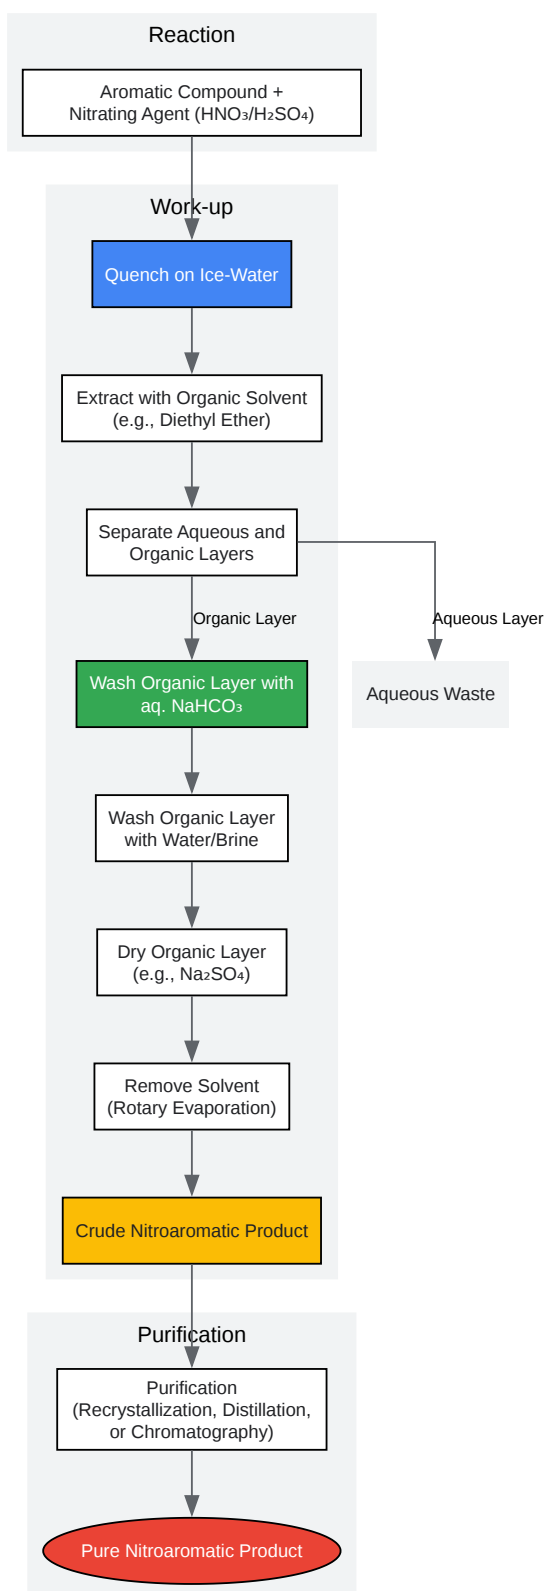 Reaction
Aromatic Compound +
Nitrating Agent (HNO₃/H₂SO₄)
Work-up
Quench on Ice-Water
Extract with Organic Solvent
(e.g., Diethyl Ether)
Separate Aqueous and
Organic Layers
Organic Layer
Aqueous Layer
Wash Organic Layer with
aq. NaHCO₃
Aqueous Waste
Wash Organic Layer
with Water/Brine
Dry Organic Layer
(e.g., Na₂SO₄)
Remove Solvent
(Rotary Evaporation)
Crude Nitroaromatic Product
Purification
Purification
(Recrystallization, Distillation,
or Chromatography)
Pure Nitroaromatic Product